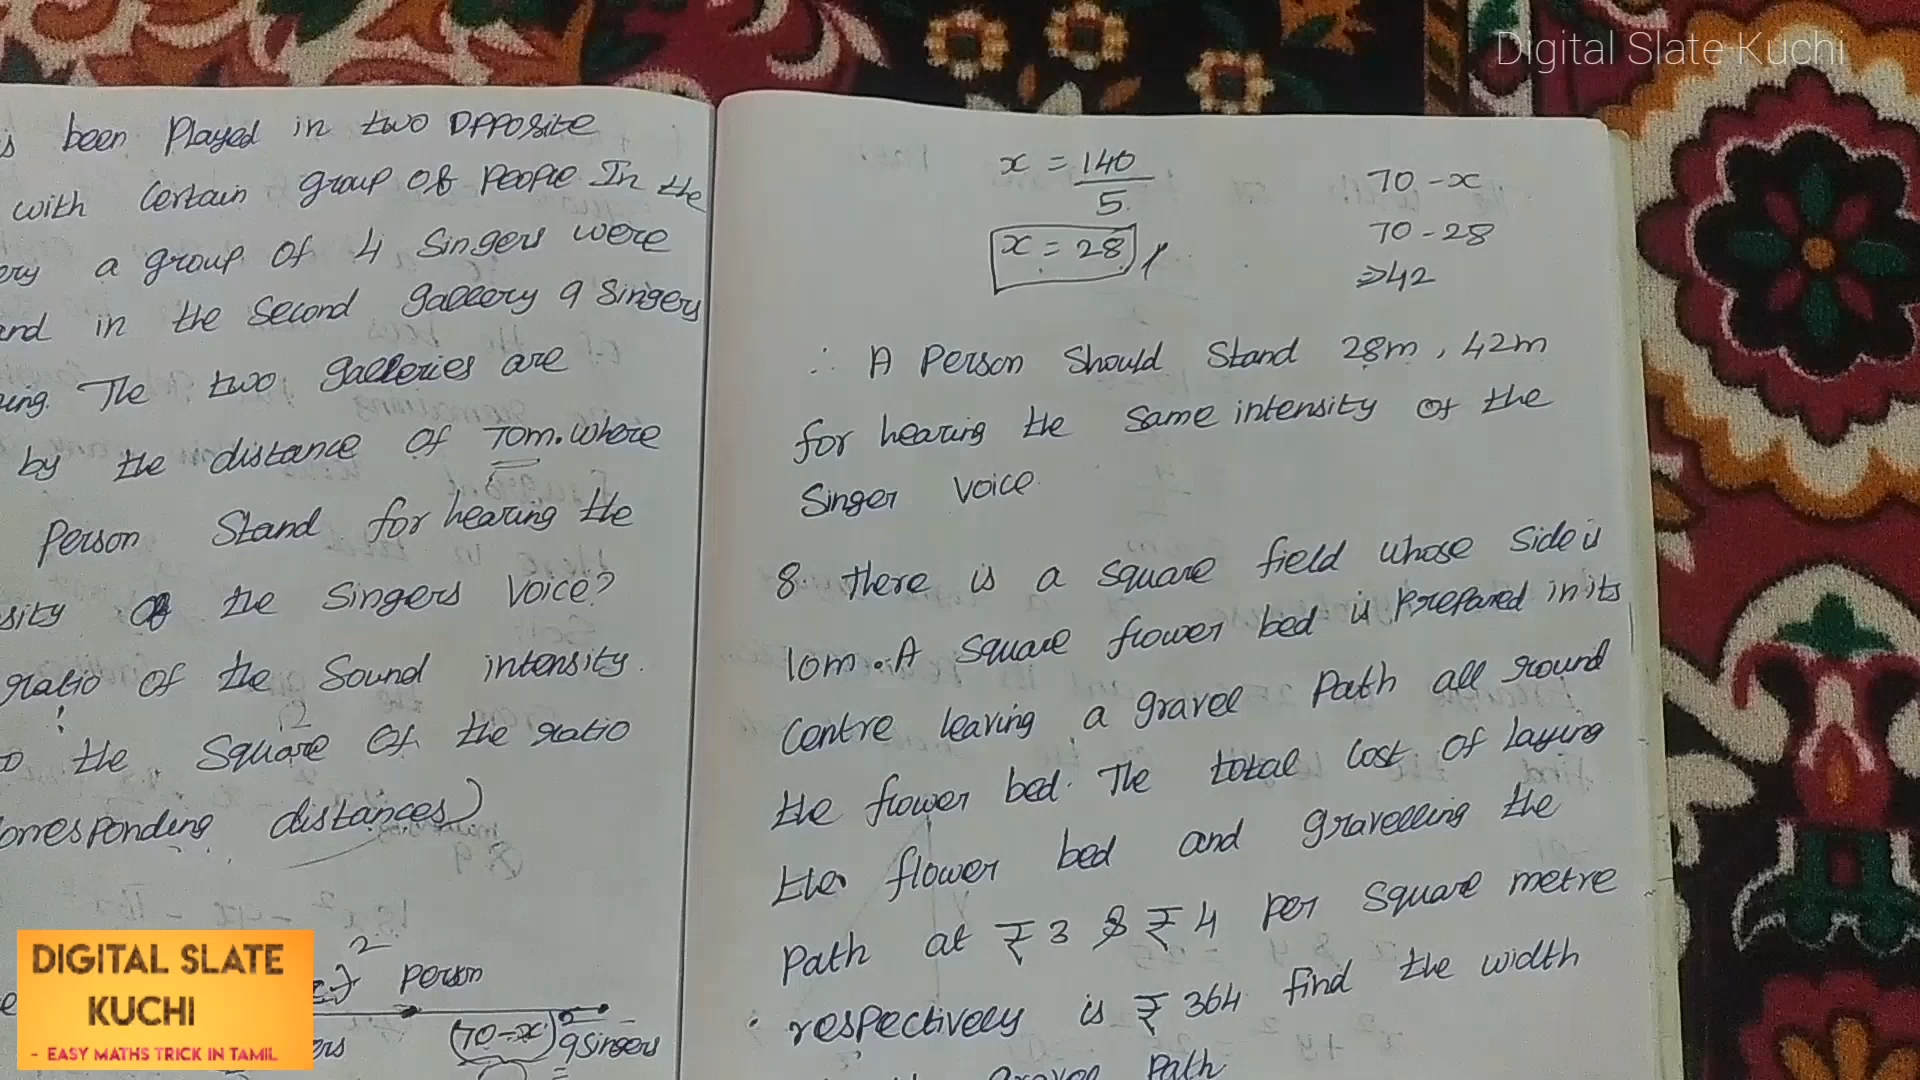 Digital Slate Kuchi
been Played in two opposite
with Certain group of People In the
a group of 4 Singers were
and in the Second gallery 9 Singers
The two galleries are
by the distance of 70m. where
Person Stand for hearing the
of the Singers Voice?
ratio of the Sound intensity.
the Square of the ratio
distances)
2 Person
(70-x)² 9 Singers
x = 140
5
x = 28
70 - x
70 - 28
⇒ 42
∴ A Person Should Stand 28m, 42m
for hearing the Same intensity of the
Singer Voice
8. There is a Square field whose Side is
10m. A Square flower bed is Prepared in its
Centre leaving a gravel Path all round
the flower bed. The total Cost of Laying
the flower bed and gravelling the
Path at ₹ 3 & ₹ 4 per Square metre
respectively is ₹ 364 Find the width
gravel Path
DIGITAL SLATE
KUCHI
- EASY MATHS TRICK IN TAMIL